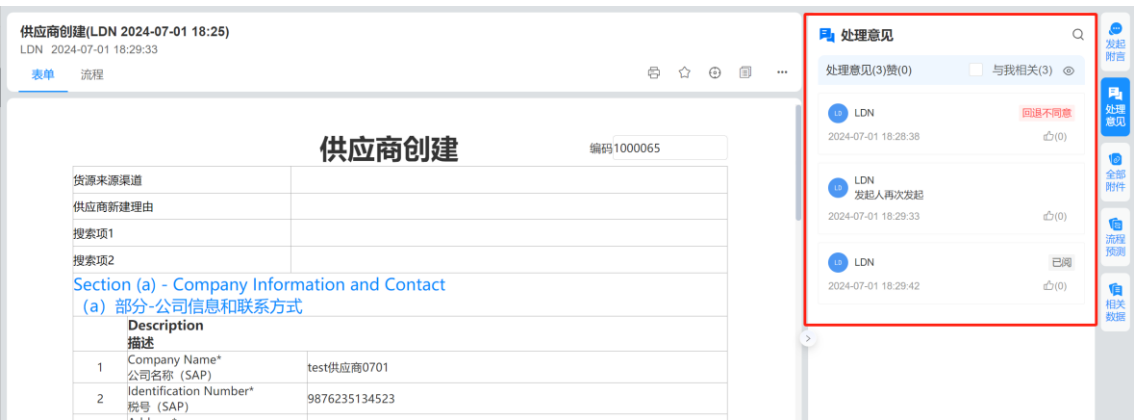 供应商创建(LDN 2024-07-01 18:25)
LDN 2024-07-01 18:29:33
表单 流程
供应商创建
编码1000065
货源来源渠道
供应商新建理由
搜索项1
搜索项2
Section (a) - Company Information and Contact
（a）部分-公司信息和联系方式
Description
描述
1 Company Name*
公司名称（SAP） test供应商0701
2 Identification Number*
税号（SAP） 9876235134523
处理意见
处理意见(3)赞(0) 与我相关(3)
LD LDN 回退不同意
2024-07-01 18:28:38 (0)
LD LDN
发起人再次发起
2024-07-01 18:29:33 (0)
LD LDN 已阅
2024-07-01 18:29:42 (0)
发起
附言
处理
意见
全部
附件
流程
预测
相关
数据